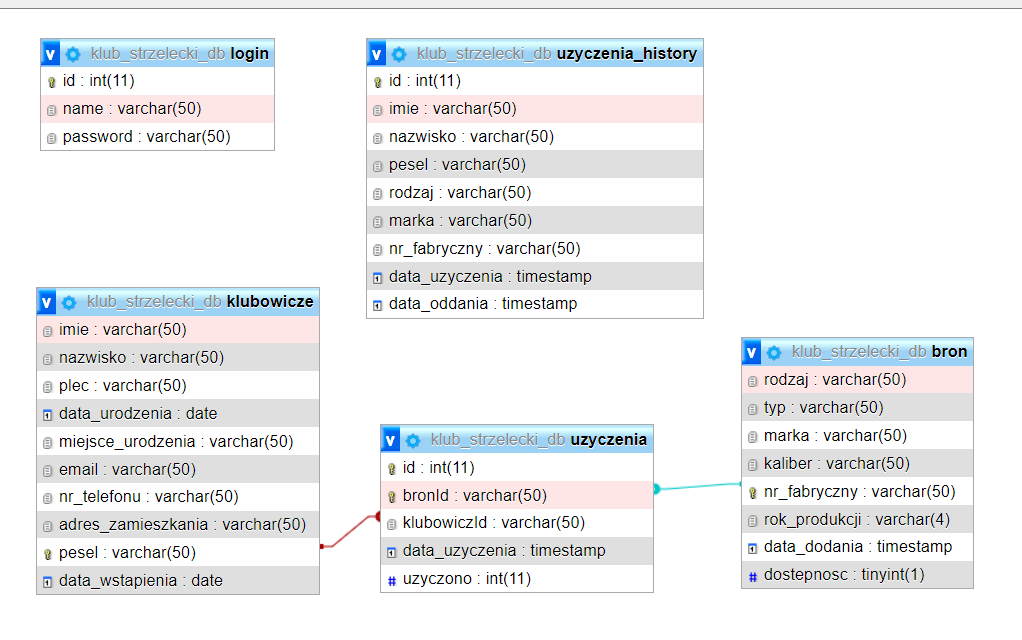 v klub_strzelecki_db login
id : int(11)
name : varchar(50)
password : varchar(50)
v klub_strzelecki_db uzyczenia_history
id : int(11)
imie : varchar(50)
nazwisko : varchar(50)
pesel : varchar(50)
rodzaj : varchar(50)
marka : varchar(50)
nr_fabryczny : varchar(50)
data_uzyczenia : timestamp
data_oddania : timestamp
v klub_strzelecki_db klubowicze
imie : varchar(50)
nazwisko : varchar(50)
plec : varchar(50)
data_urodzenia : date
miejsce_urodzenia : varchar(50)
email : varchar(50)
nr_telefonu : varchar(50)
adres_zamieszkania : varchar(50)
pesel : varchar(50)
data_wstapienia : date
v klub_strzelecki_db uzyczenia
id : int(11)
bronId : varchar(50)
klubowiczId : varchar(50)
data_uzyczenia : timestamp
# uzyczono : int(11)
v klub_strzelecki_db bron
rodzaj : varchar(50)
typ : varchar(50)
marka : varchar(50)
kaliber : varchar(50)
nr_fabryczny : varchar(50)
rok_produkcji : varchar(4)
data_dodania : timestamp
# dostepnosc : tinyint(1)